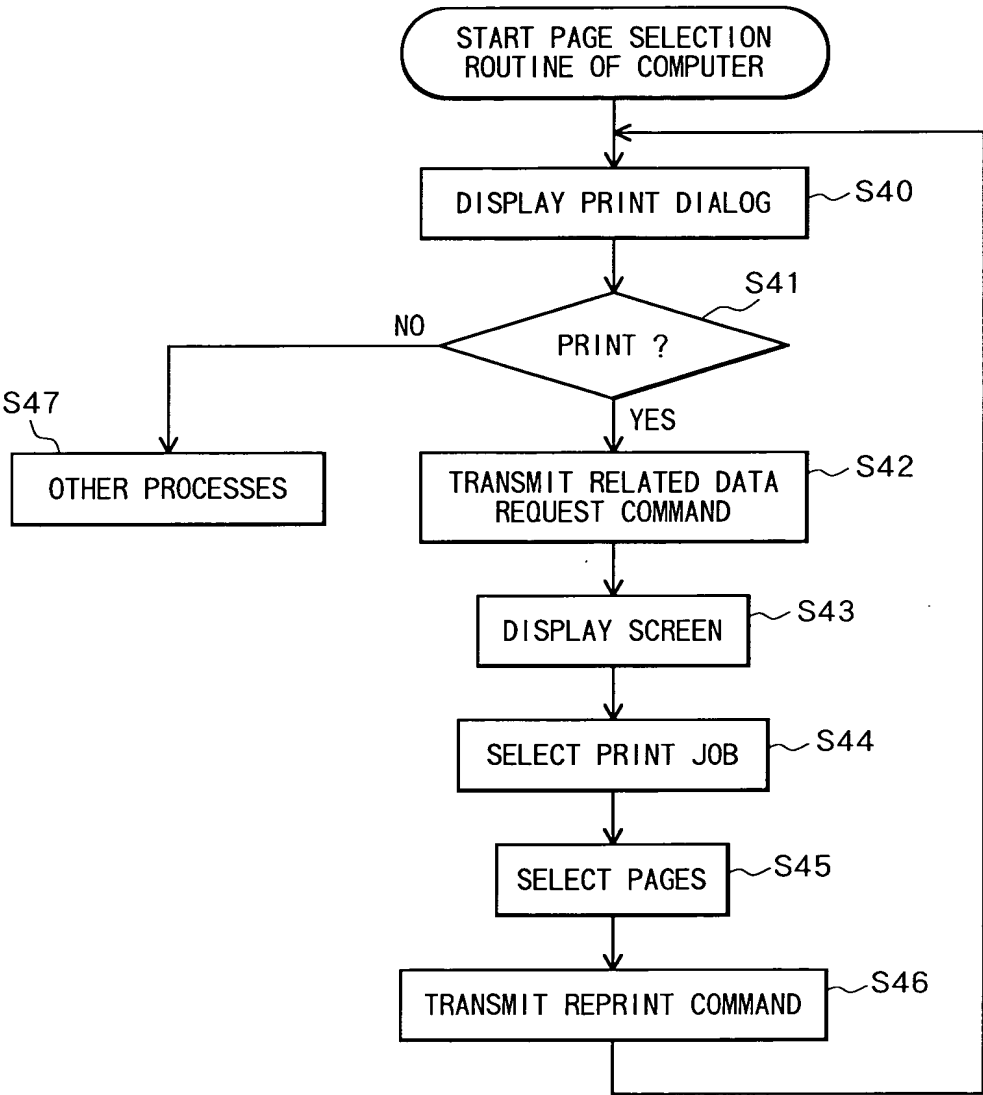 START PAGE SELECTION
ROUTINE OF COMPUTER
DISPLAY PRINT DIALOG
S40
S41
PRINT ?
NO
YES
S47
OTHER PROCESSES
TRANSMIT RELATED DATA
REQUEST COMMAND
S42
DISPLAY SCREEN
S43
SELECT PRINT JOB
S44
SELECT PAGES
S45
TRANSMIT REPRINT COMMAND
S46